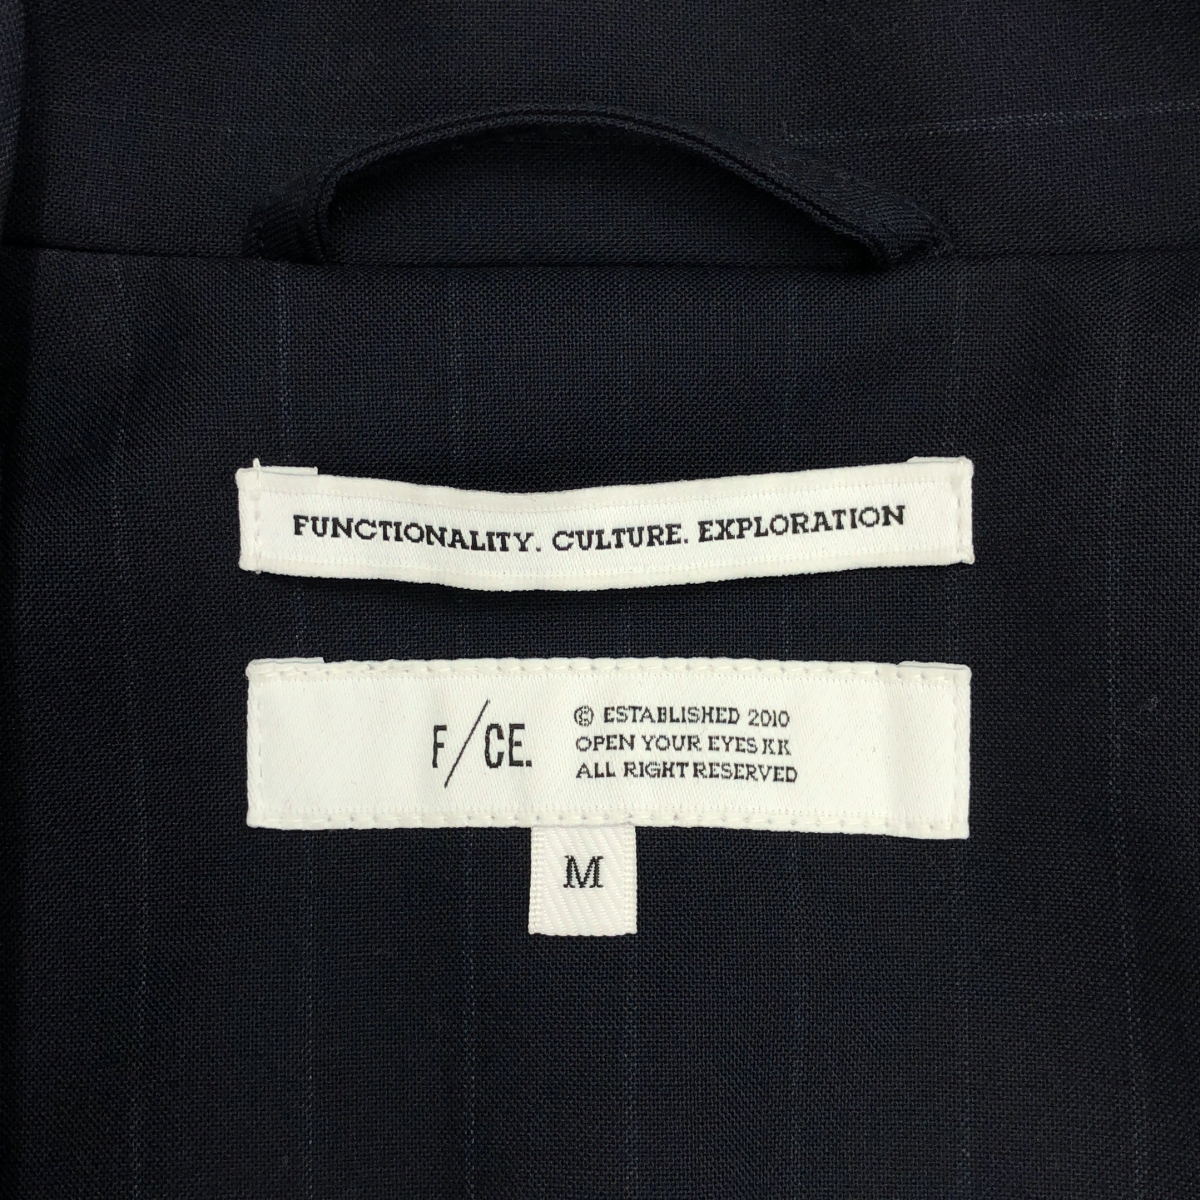 FUNCTIONALITY. CULTURE. EXPLORATION
F/CE.
® ESTABLISHED 2010
OPEN YOUR EYES KK
ALL RIGHT RESERVED
M